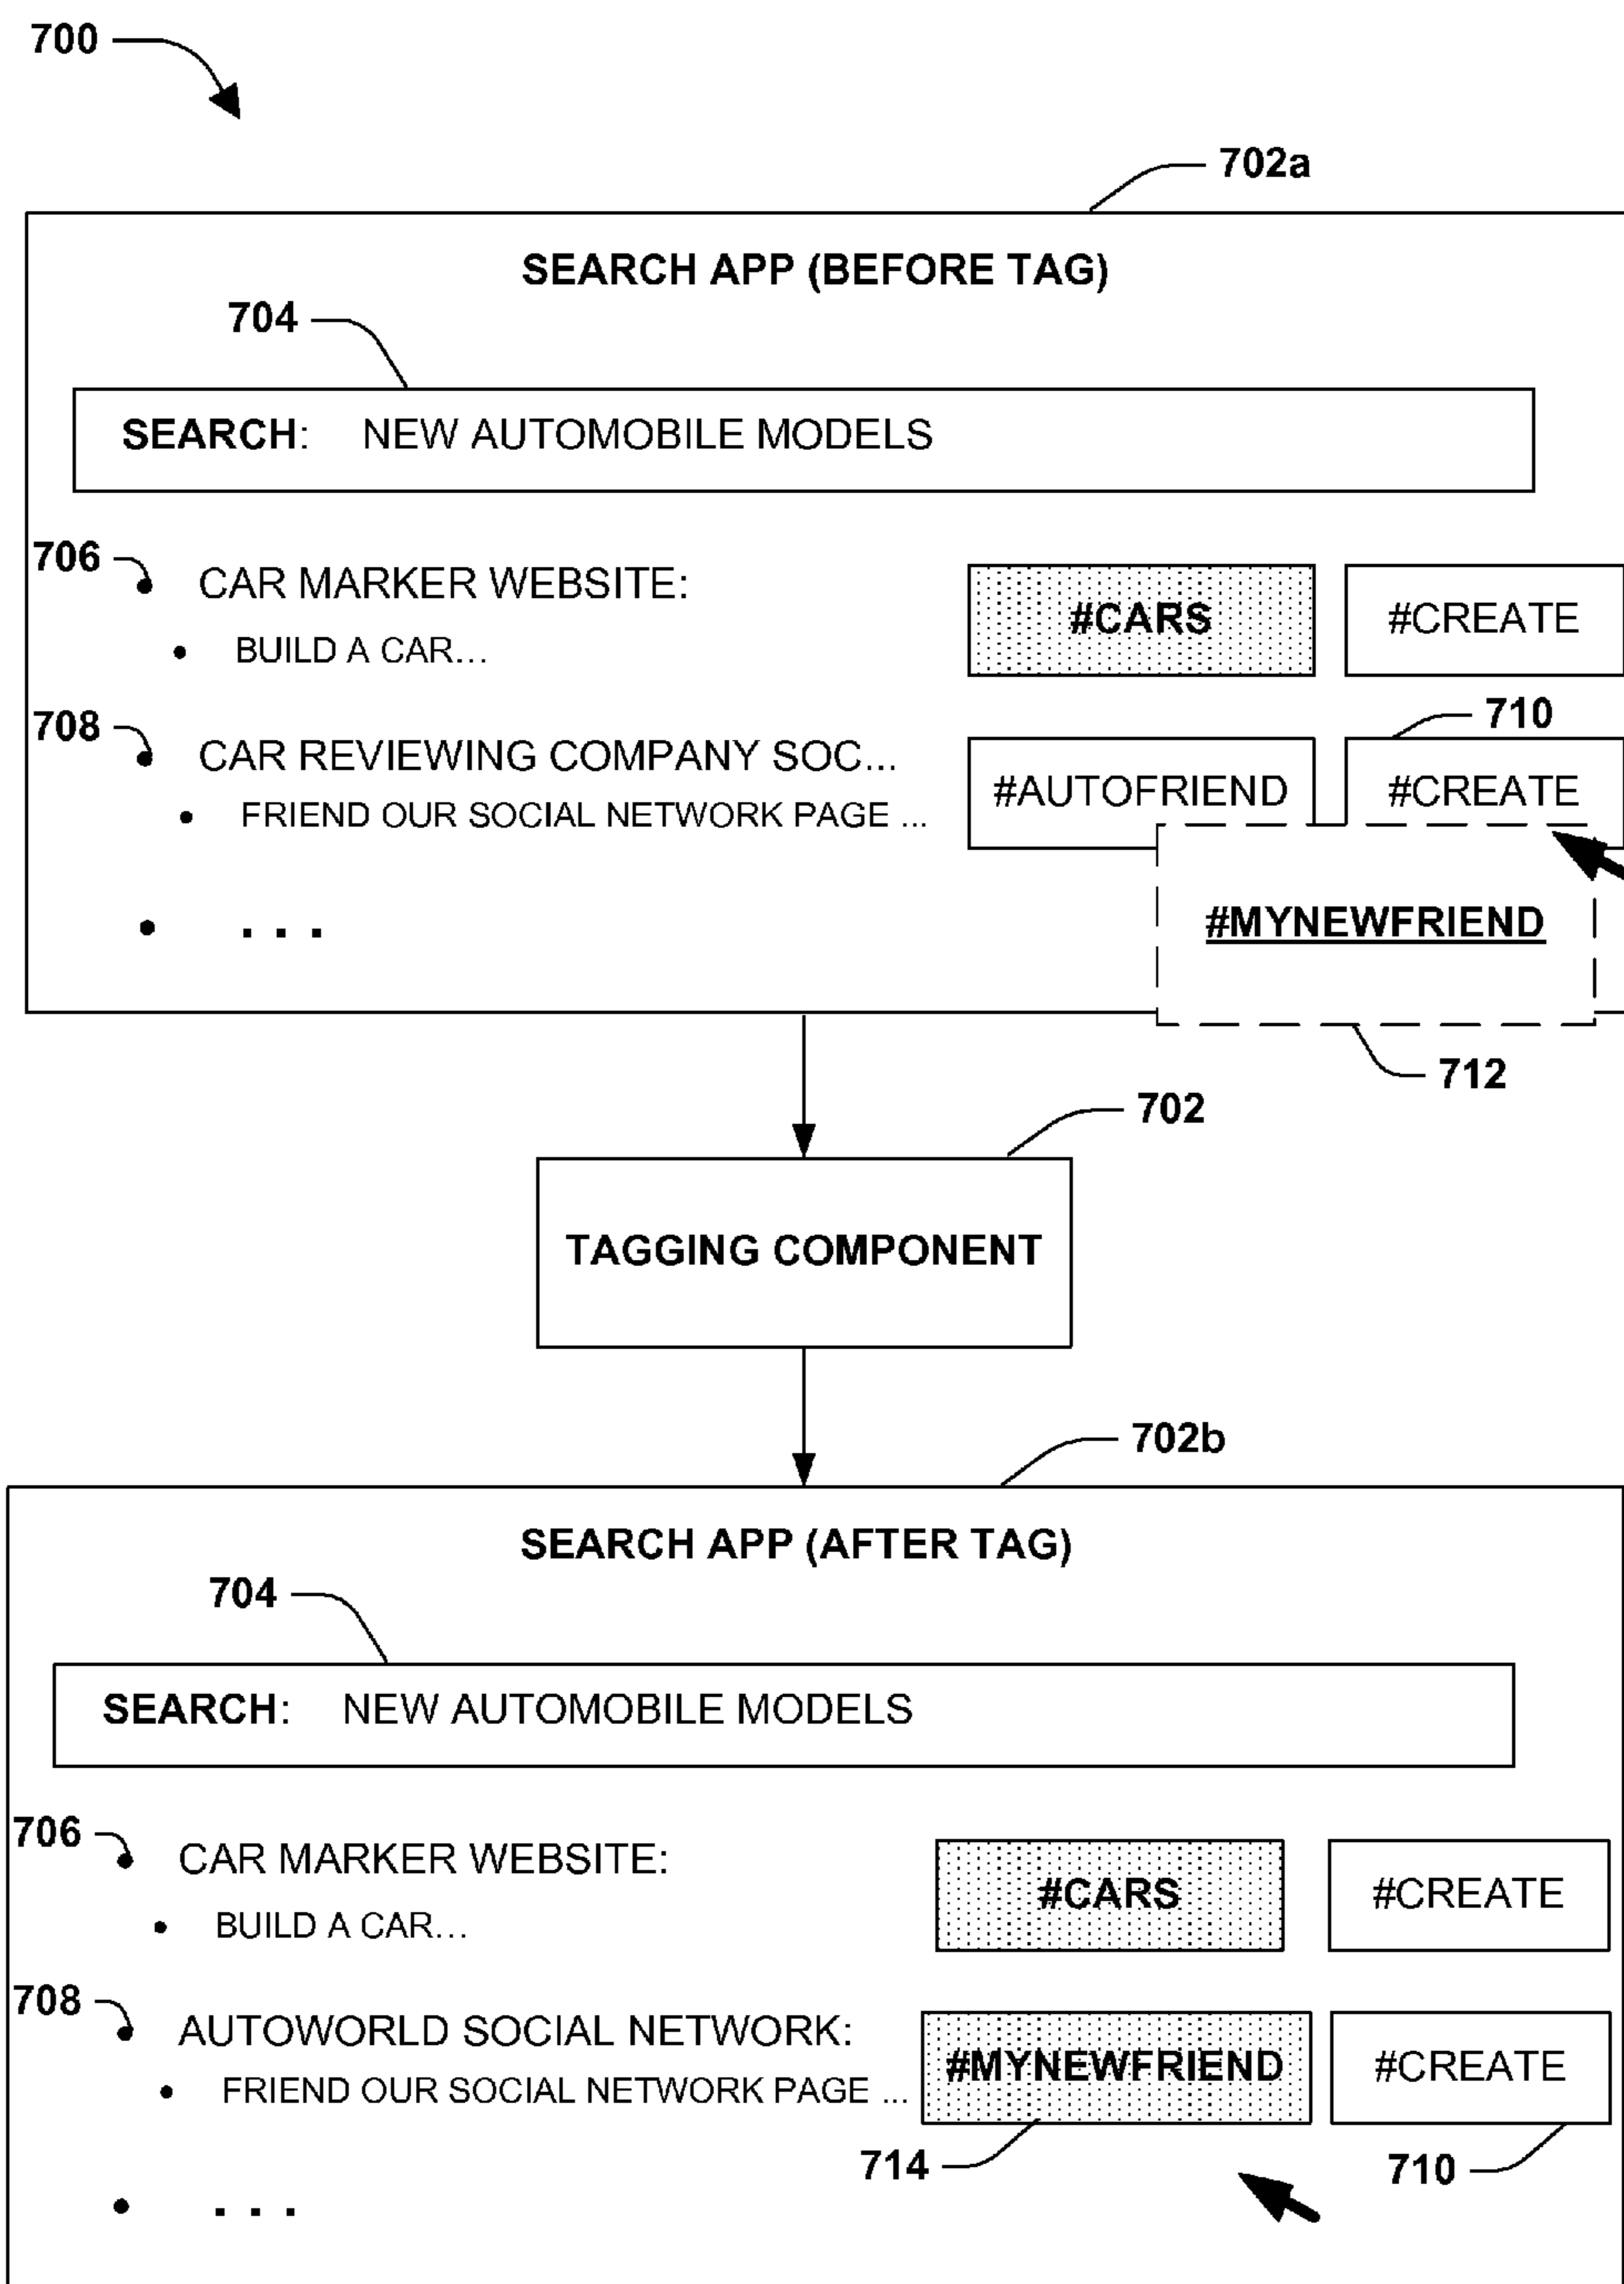 700
702a
SEARCH APP (BEFORE TAG)
704
SEARCH: NEW AUTOMOBILE MODELS
706
CAR MARKER WEBSITE:
#CARS
#CREATE
• BUILD A CAR...
708
710
CAR REVIEWING COMPANY SOC...
#AUTOFRIEND
#CREATE
• FRIEND OUR SOCIAL NETWORK PAGE ...
• . . .
#MYNEWFRIEND
712
702
TAGGING COMPONENT
702b
SEARCH APP (AFTER TAG)
704
SEARCH: NEW AUTOMOBILE MODELS
706
CAR MARKER WEBSITE:
#CARS
#CREATE
• BUILD A CAR...
708
AUTOWORLD SOCIAL NETWORK:
#MYNEWFRIEND
#CREATE
• FRIEND OUR SOCIAL NETWORK PAGE ...
714
710
• . . .